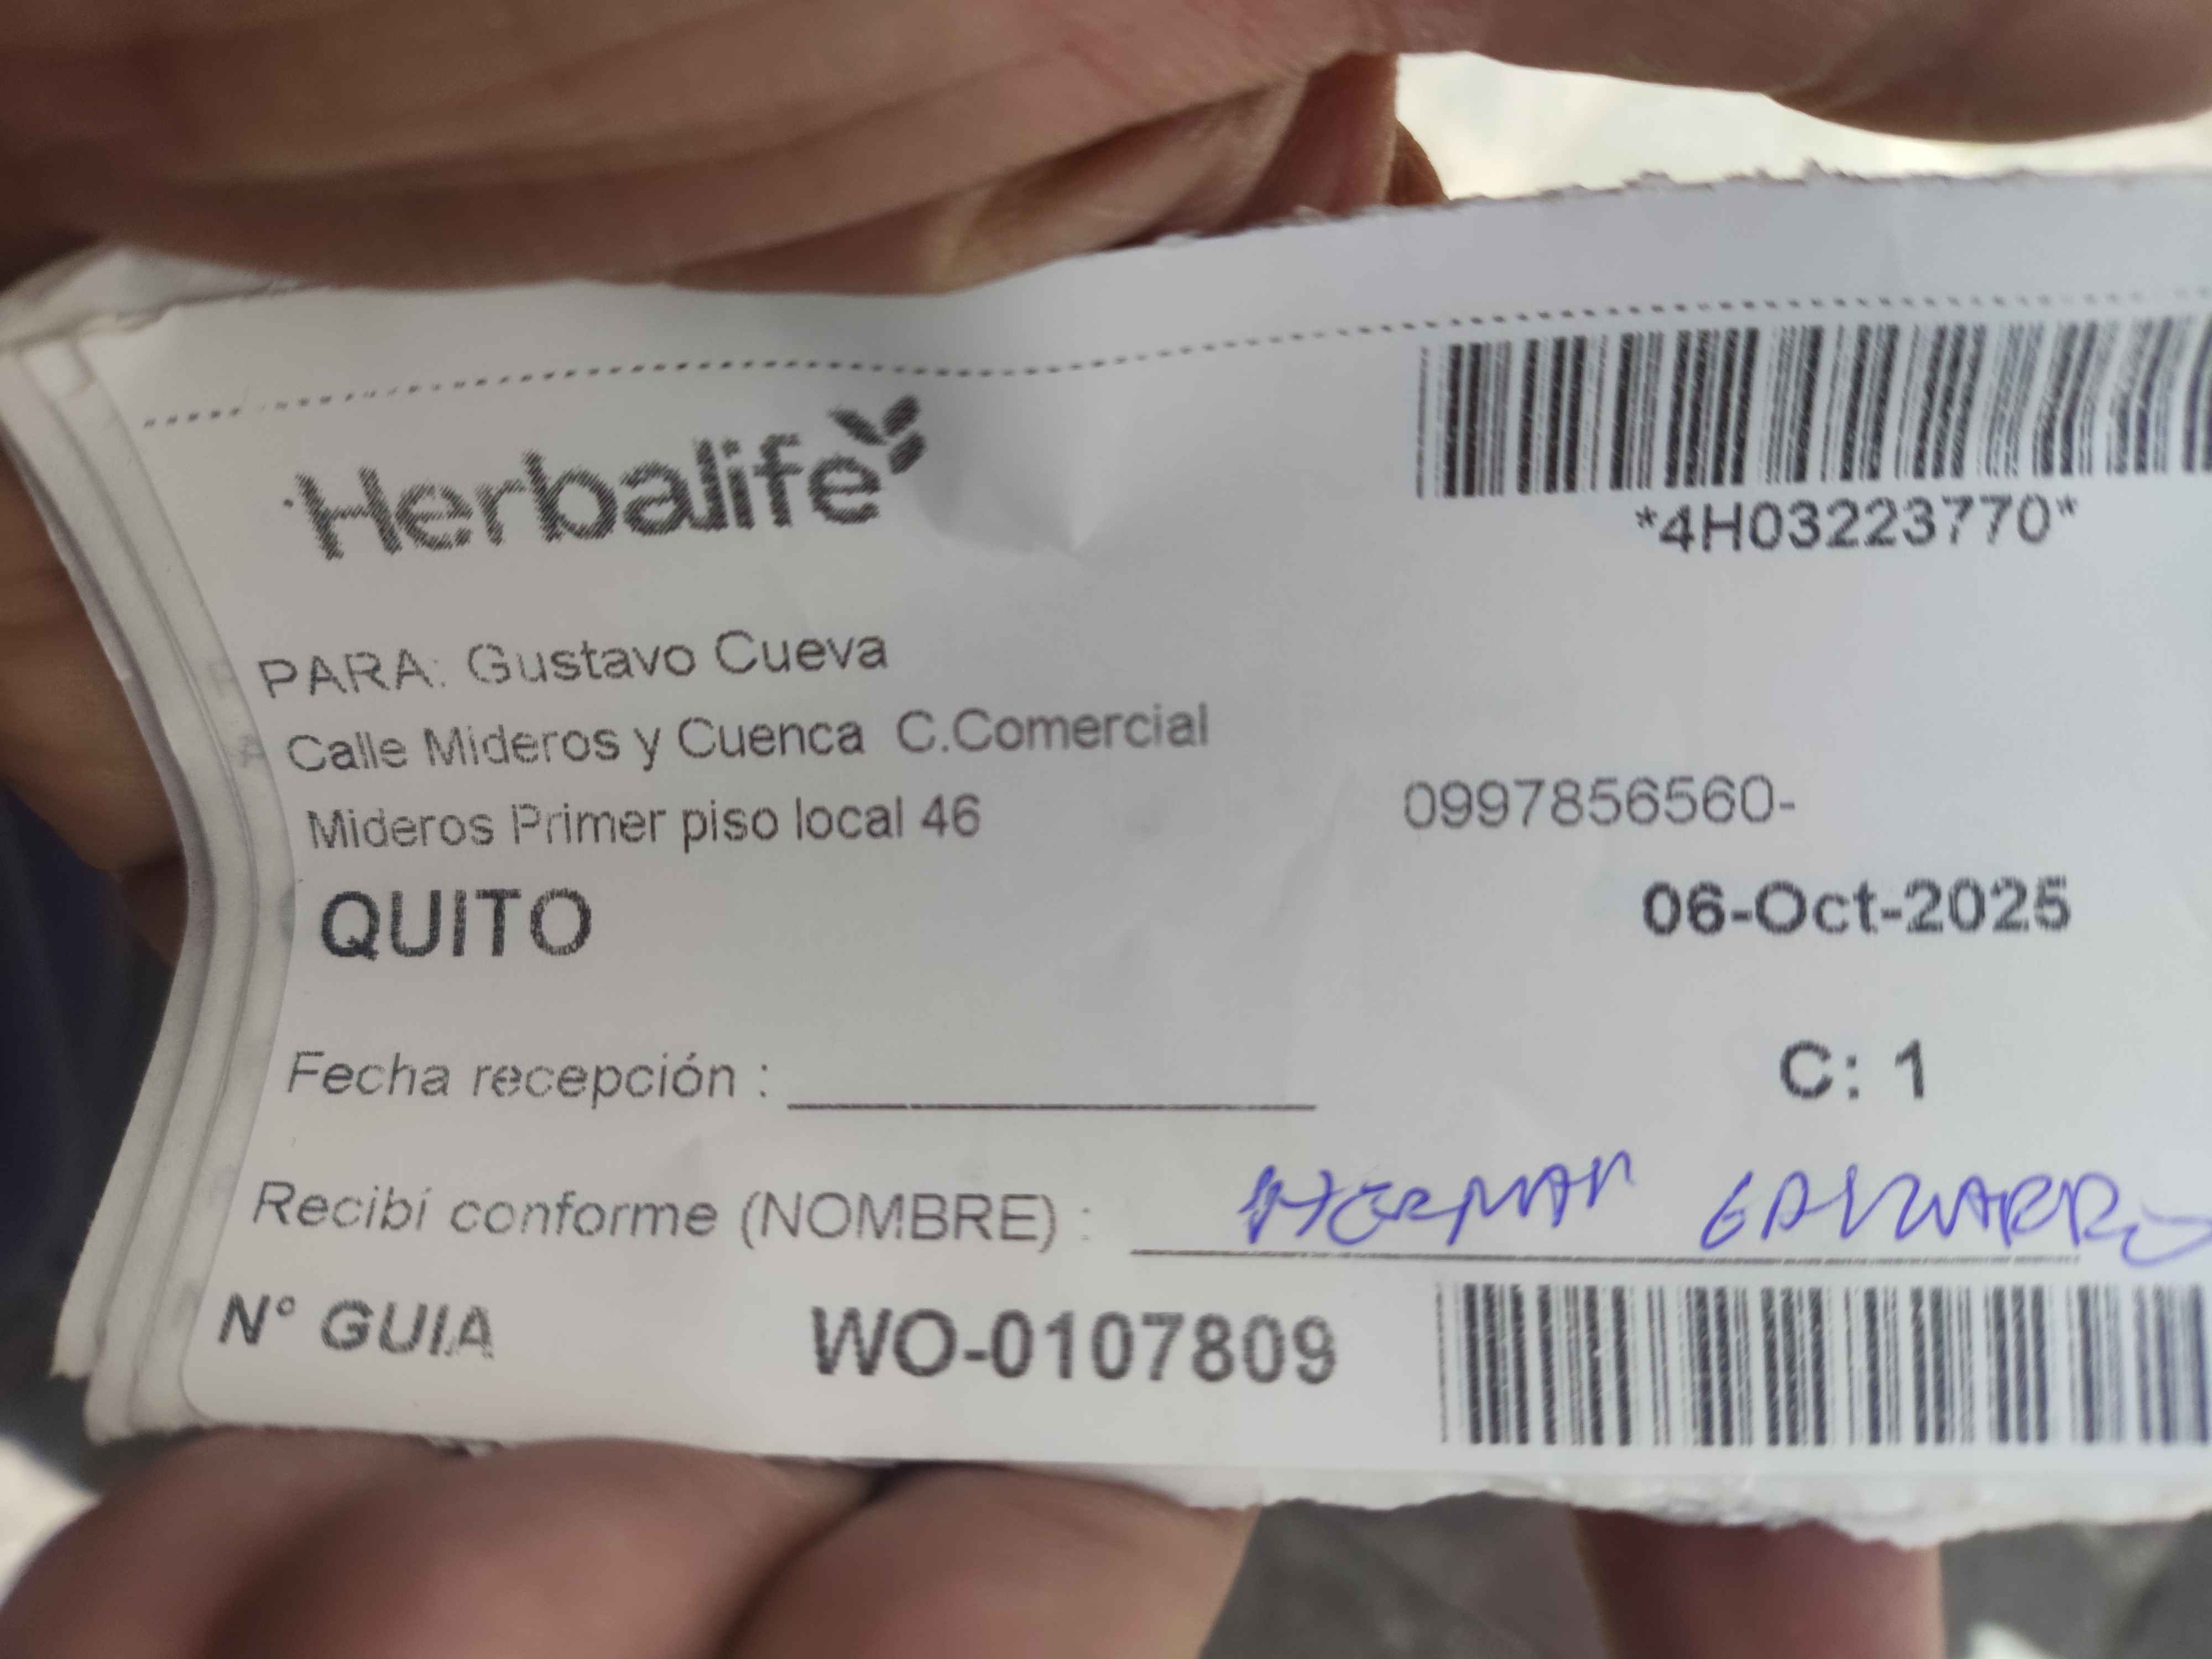 Herbalife
*4H03223770*
PARA: Gustavo Cueva
Calle Mideros y Cuenca C.Comercial
Mideros Primer piso local 46
0997856560-
QUITO
06-Oct-2025
Fecha recepción :
C: 1
Recibí conforme (NOMBRE) :
N° GUIA WO-0107809